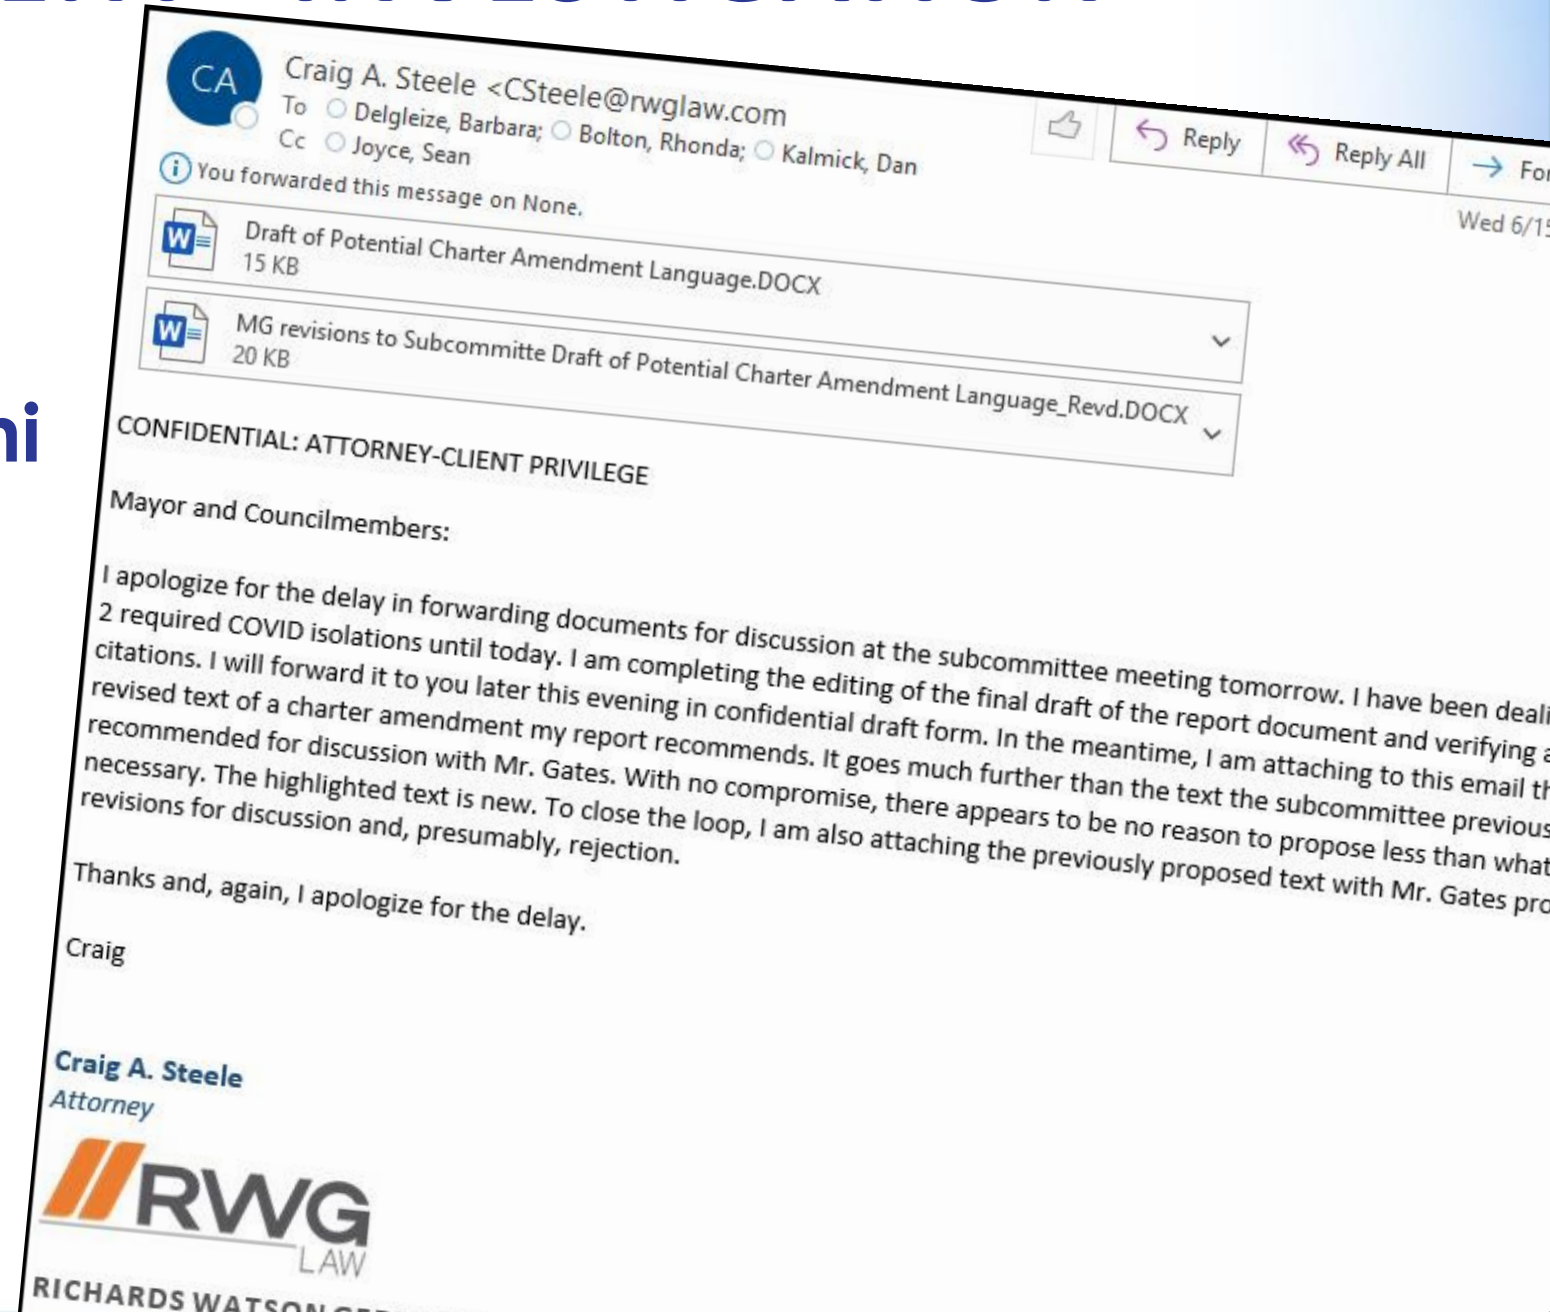 ni
CA
Craig A. Steele <CSteele@rwglaw.com
To Delgleize, Barbara; Bolton, Rhonda; Kalmick, Dan
Cc Joyce, Sean
Reply
Reply All
For
Wed 6/15
You forwarded this message on None.
W
Draft of Potential Charter Amendment Language.DOCX
15 KB
W
MG revisions to Subcommitte Draft of Potential Charter Amendment Language_Revd.DOCX
20 KB
CONFIDENTIAL: ATTORNEY-CLIENT PRIVILEGE
Mayor and Councilmembers:
I apologize for the delay in forwarding documents for discussion at the subcommittee meeting tomorrow. I have been deali
2 required COVID isolations until today. I am completing the editing of the final draft of the report document and verifying a
citations. I will forward it to you later this evening in confidential draft form. In the meantime, I am attaching to this email th
revised text of a charter amendment my report recommends. It goes much further than the text the subcommittee previous
recommended for discussion with Mr. Gates. With no compromise, there appears to be no reason to propose less than what
necessary. The highlighted text is new. To close the loop, I am also attaching the previously proposed text with Mr. Gates pro
revisions for discussion and, presumably, rejection.
Thanks and, again, I apologize for the delay.
Craig
Craig A. Steele
Attorney
RWG
LAW
RICHARDS WATSON